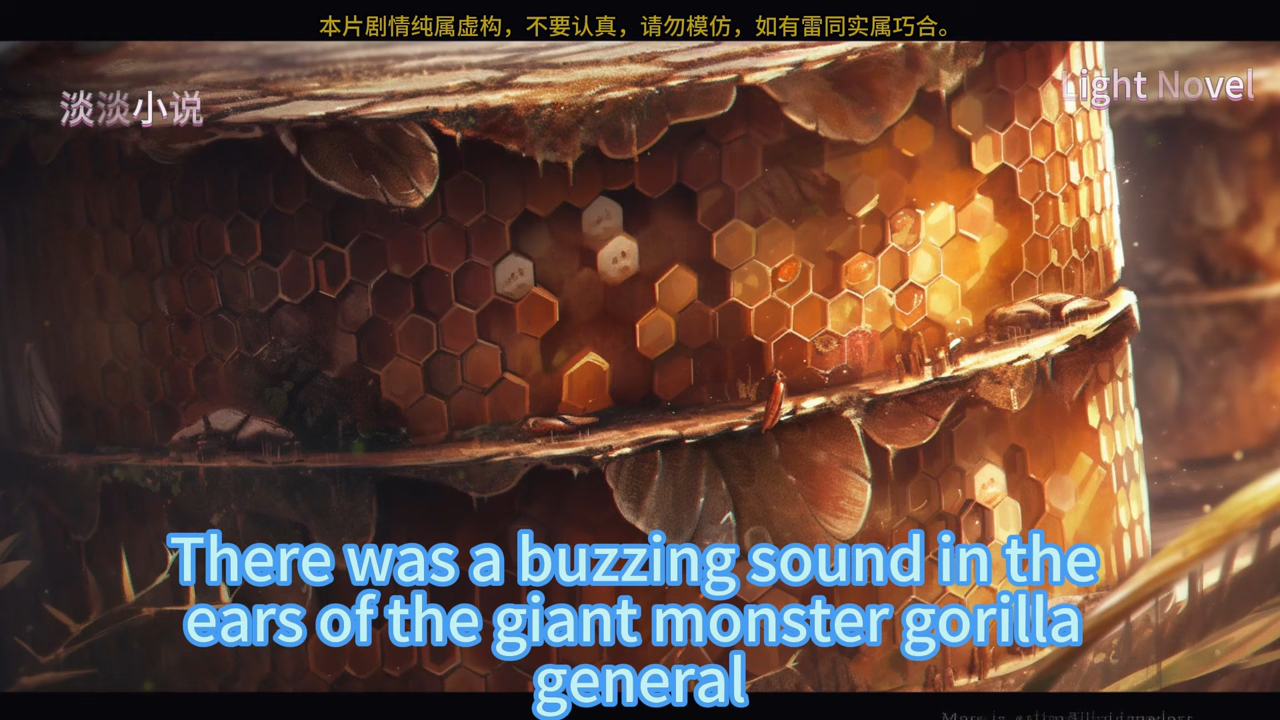 本片剧情纯属虚构，不要认真，请勿模仿，如有雷同实属巧合。
淡淡小说
Light Novel
There was a buzzing sound in the
ears of the giant monster gorilla
general